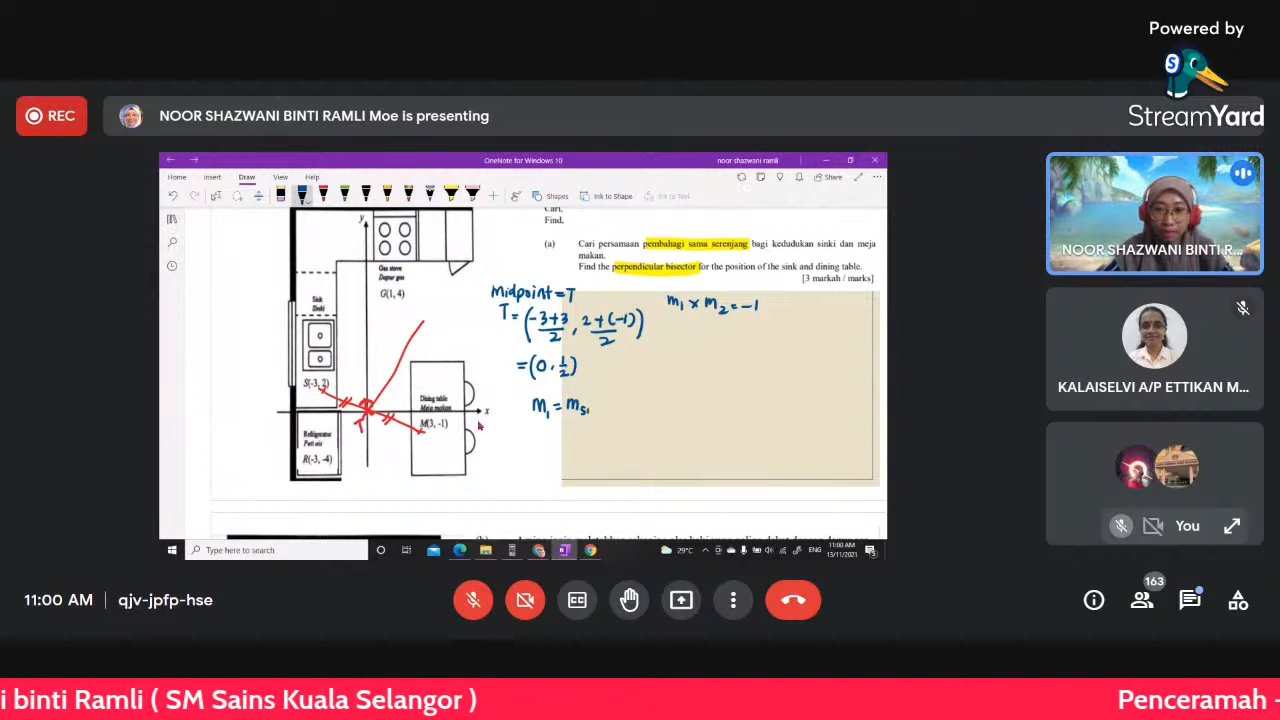 Powered by
S
StreamYard
REC
NOOR SHAZWANI BINTI RAMLI Moe is presenting
OneNote for Windows 10
noor shazwani ramli
Home Insert Draw View Help
Share
Shapes
Ink to Shape
Ink to Text
Cari,
Find,
(a) Cari persamaan pembahagi sama serenjang bagi kedudukan sinki dan meja
makan.
Find the perpendicular bisector for the position of the sink and dining table.
[3 markah / marks]
y
Gas stove
Dapur gas
G(1, 4)
Sink
Sinki
S(-3, 2)
Dining table
Meja makan
M(3, -1)
x
Refrigerator
Peti ais
R(-3, -4)
T
Midpoint = T
T = (-3+3/2, 2+(-1)/2)
= (0, 1/2)
m₁ = mS
m₁ × m₂ = -1
Type here to search
29°C
ENG
11:00 AM
13/11/2021
NOOR SHAZWANI BINTI R...
KALAISELVI A/P ETTIKAN M...
You
11:00 AM | qjv-jpfp-hse
163
i binti Ramli ( SM Sains Kuala Selangor )
Penceramah -